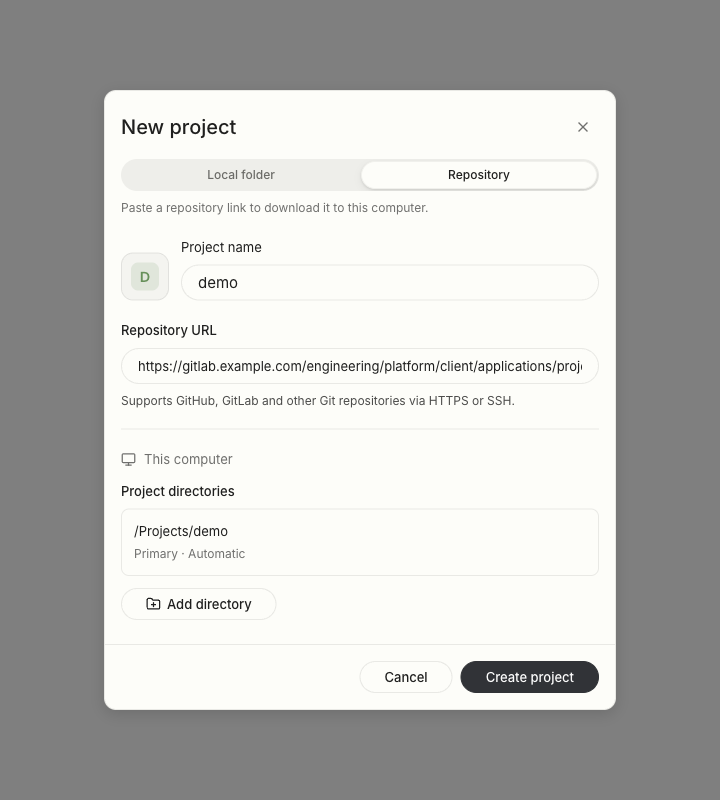 New project
Local folder
Repository
Paste a repository link to download it to this computer.
Project name
D
demo
Repository URL
https://gitlab.example.com/engineering/platform/client/applications/proj
Supports GitHub, GitLab and other Git repositories via HTTPS or SSH.
This computer
Project directories
/Projects/demo
Primary · Automatic
Add directory
Cancel
Create project